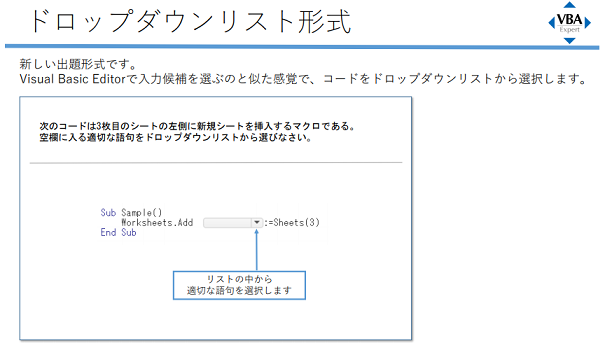 ドロップダウンリスト形式
VBA
Expert
新しい出題形式です。
Visual Basic Editorで入力候補を選ぶのと似た感覚で、コードをドロップダウンリストから選択します。
次のコードは3枚目のシートの左側に新規シートを挿入するマクロである。
空欄に入る適切な語句をドロップダウンリストから選びなさい。
Sub Sample()
Worksheets.Add :=Sheets(3)
End Sub
リストの中から
適切な語句を選択します